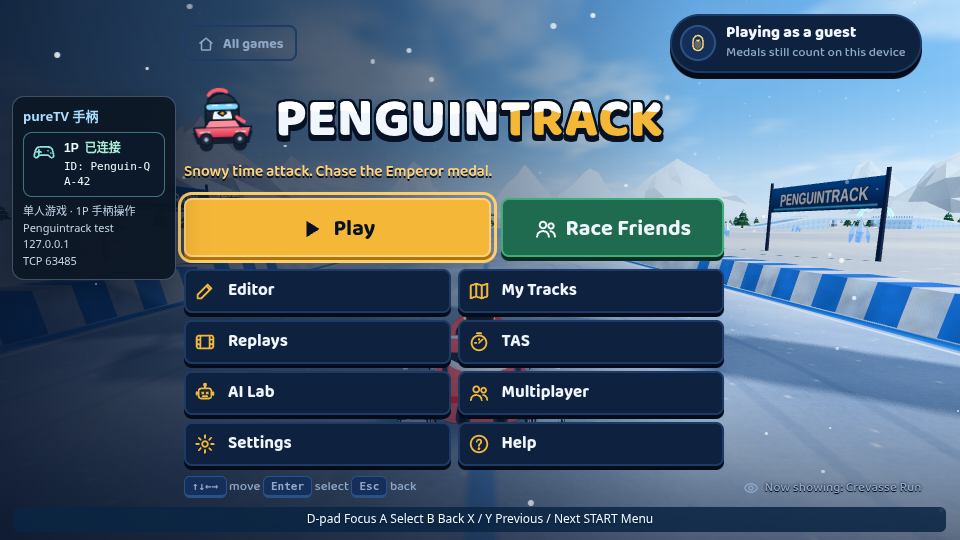 All games
Playing as a guest
Medals still count on this device
pureTV 手柄
1P 已连接
ID: Penguin-Q
A-42
单人游戏 · 1P 手柄操作
Penguintrack test
127.0.0.1
TCP 63485
PENGUINTRACK
Snowy time attack. Chase the Emperor medal.
PENGUINTRACK
Play
Race Friends
Editor
My Tracks
Replays
TAS
AI Lab
Multiplayer
Settings
Help
↑↓←→ move Enter select Esc back
Now showing: Crevasse Run
D-pad Focus A Select B Back X / Y Previous / Next START Menu